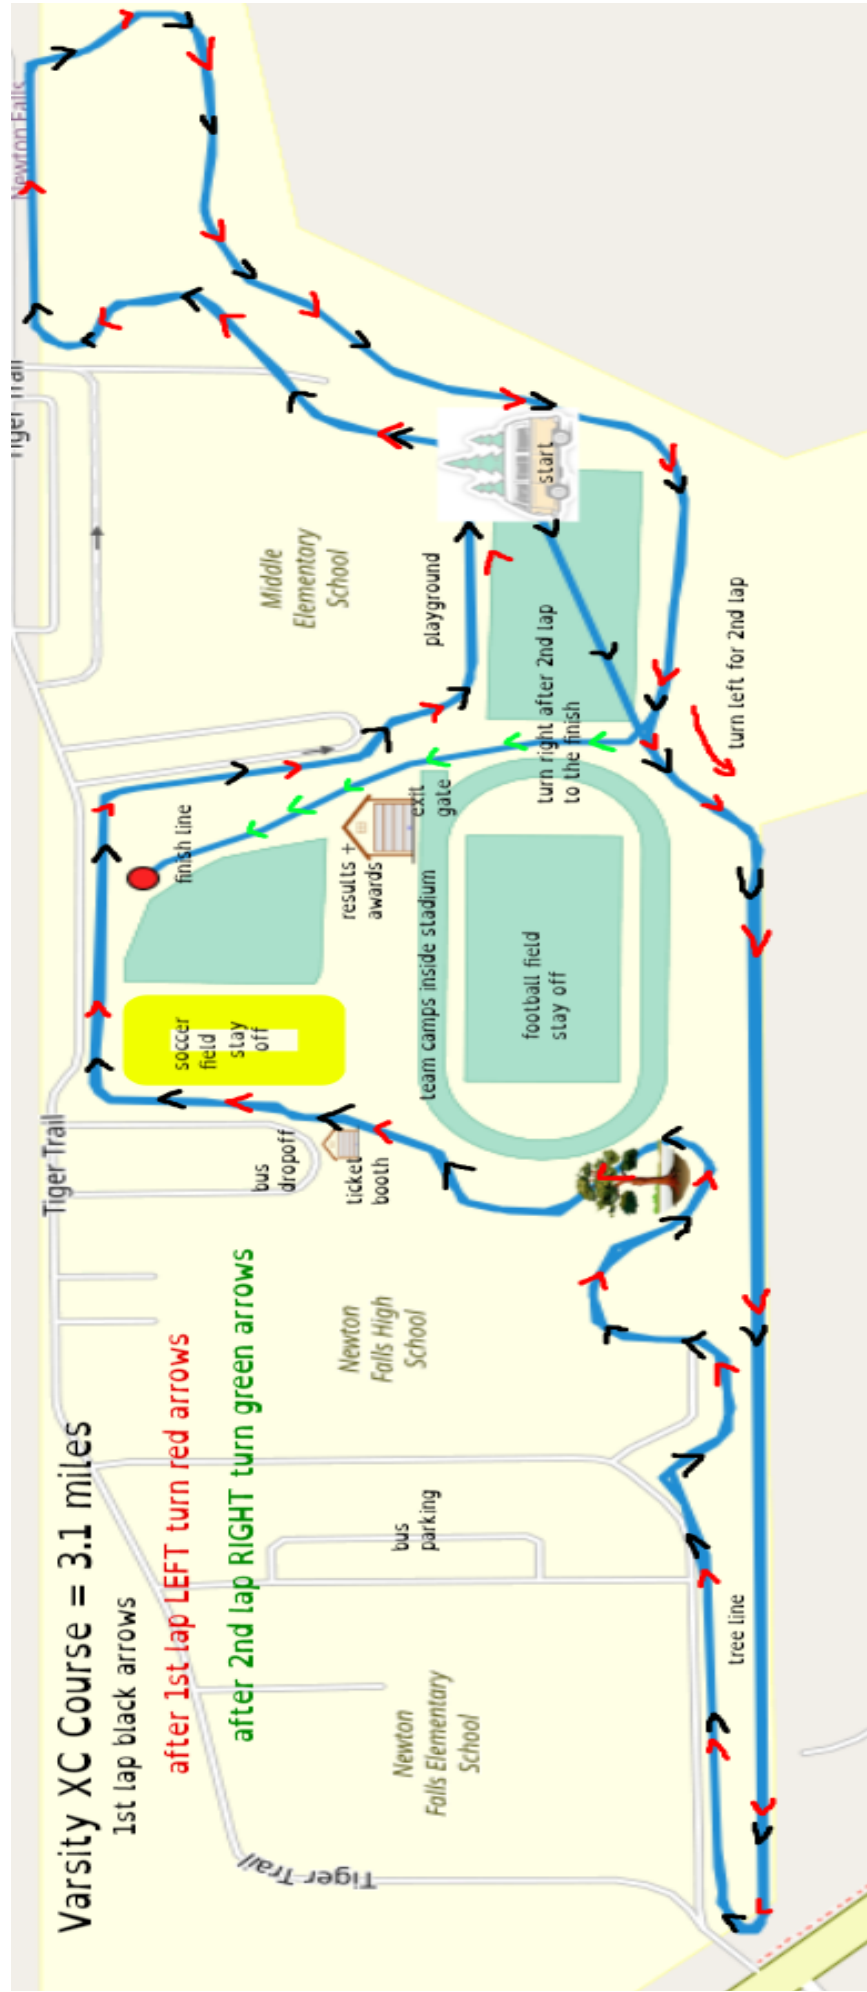 Varsity XC Course = 3.1 miles
1st lap black arrows
after 1st lap LEFT turn red arrows
after 2nd lap RIGHT turn green arrows
Tiger Trail
Tiger Trail
Tiger Trail
Newton Falls
Newton
Falls Elementary
School
bus
parking
tree line
Newton
Falls High
School
bus
dropoff
ticket
booth
soccer
field
stay
off
finish line
results +
awards
exit
gate
team camps inside stadium
football field
stay off
Middle
Elementary
School
playground
start
turn right after 2nd lap
to the finish
turn left for 2nd lap